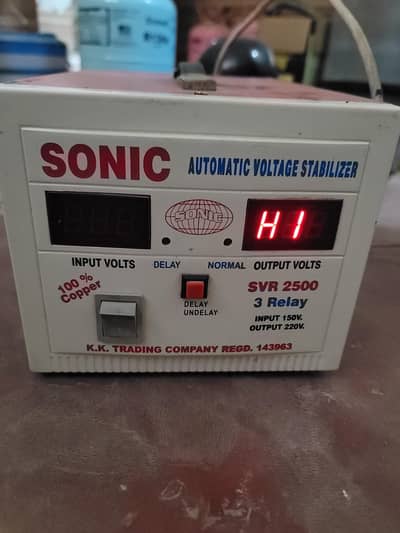 SONIC
AUTOMATIC VOLTAGE STABILIZER
SONIC
HI
INPUT VOLTS
DELAY
NORMAL
OUTPUT VOLTS
100%
Copper
DELAY
UNDELAY
SVR 2500
3 Relay
INPUT 150V.
OUTPUT 220V.
K.K. TRADING COMPANY REGD. 143963